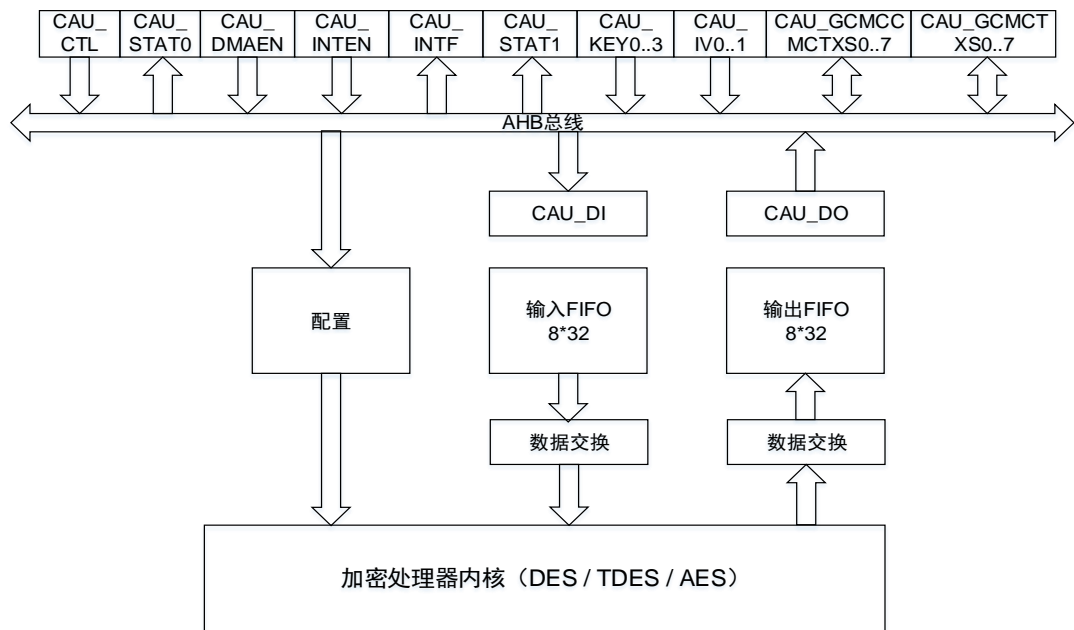 CAU_
CTL
CAU_
STAT0
CAU_
DMAEN
CAU_
INTEN
CAU_
INTF
CAU_
STAT1
CAU_
KEY0..3
CAU_
IV0..1
CAU_GCMCC
MCTXS0..7
CAU_GCMCT
XS0..7
AHB总线
CAU_DI
CAU_DO
配置
输入FIFO
8*32
输出FIFO
8*32
数据交换
数据交换
加密处理器内核（DES / TDES / AES）